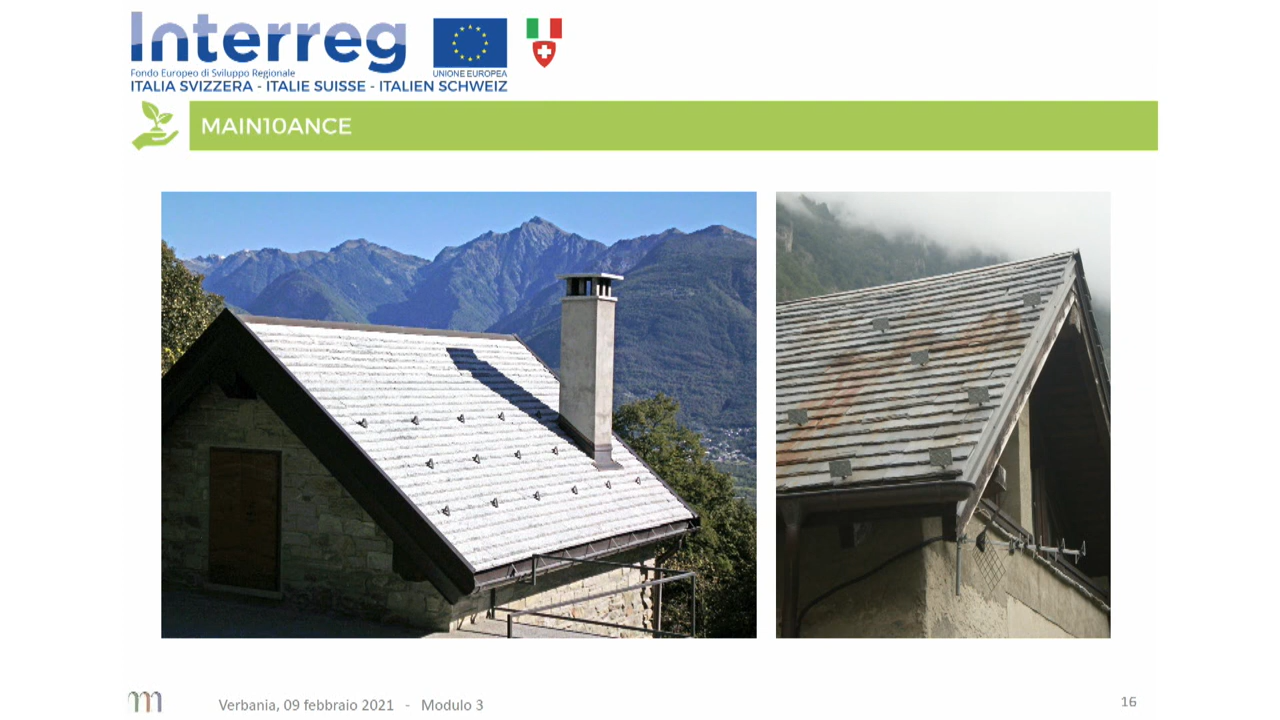 Interreg
Fondo Europeo di Sviluppo Regionale
UNIONE EUROPEA
ITALIA SVIZZERA - ITALIE SUISSE - ITALIEN SCHWEIZ
MAIN10ANCE
Verbania, 09 febbraio 2021 - Modulo 3
16